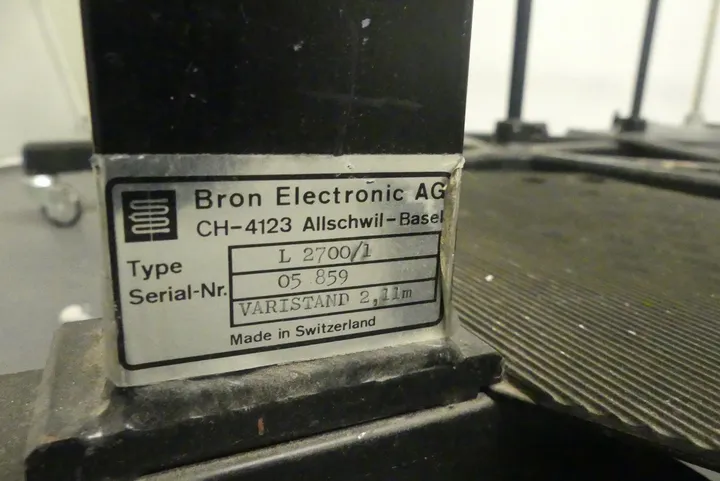 Bron Electronic AG
CH-4123 Allschwil-Basel
Type L 2700/1
Serial-Nr. 05 859
VARISTAND 2,11m
Made in Switzerland